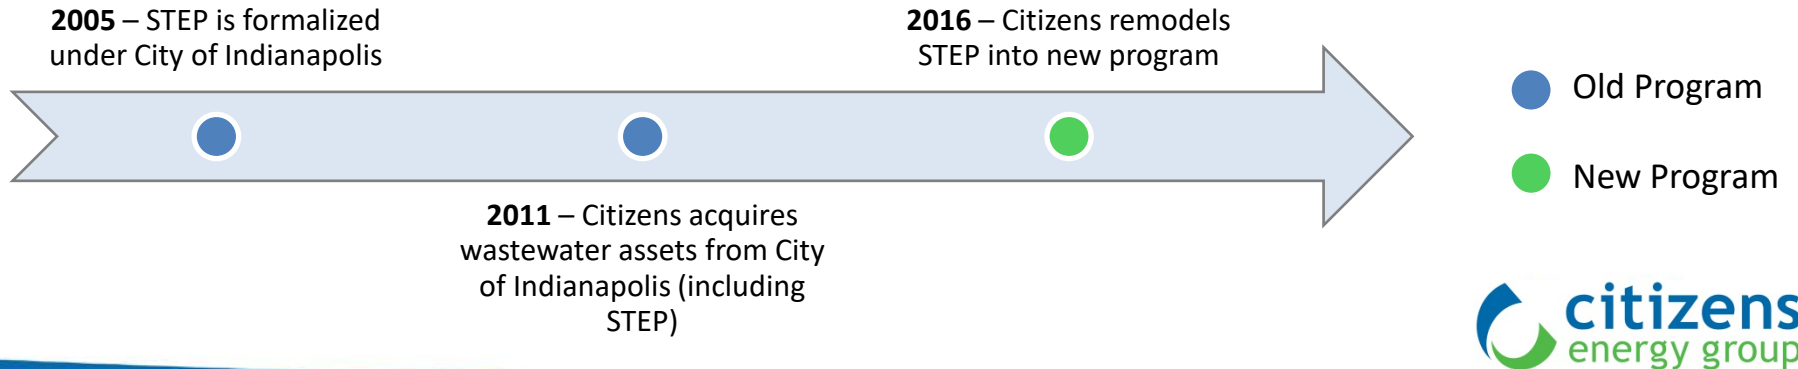 2005 – STEP is formalized
under City of Indianapolis
2016 – Citizens remodels
STEP into new program
2011 – Citizens acquires
wastewater assets from City
of Indianapolis (including
STEP)
Old Program
New Program
citizens
energy group